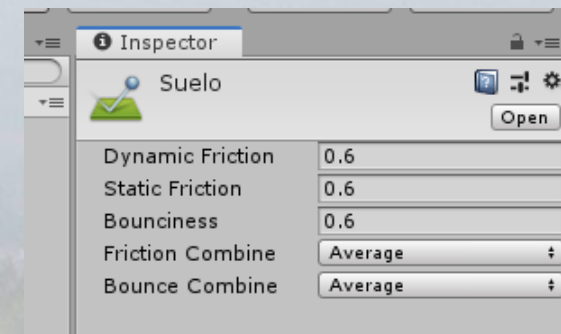 Inspector
Suelo
Open
Dynamic Friction 0.6
Static Friction 0.6
Bounciness 0.6
Friction Combine Average
Bounce Combine Average